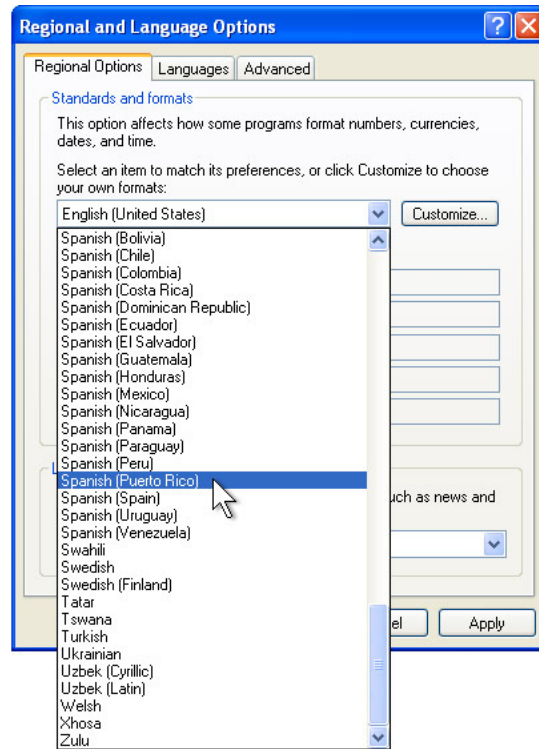 Regional and Language Options
Regional Options Languages Advanced
Standards and formats
This option affects how some programs format numbers, currencies,
dates, and time.
Select an item to match its preferences, or click Customize to choose
your own formats:
English (United States) Customize...
Spanish (Bolivia)
Spanish (Chile)
Spanish (Colombia)
Spanish (Costa Rica)
Spanish (Dominican Republic)
Spanish (Ecuador)
Spanish (El Salvador)
Spanish (Guatemala)
Spanish (Honduras)
Spanish (Mexico)
Spanish (Nicaragua)
Spanish (Panama)
Spanish (Paraguay)
Spanish (Peru)
Spanish (Puerto Rico)
Spanish (Spain) uch as news and
Spanish (Uruguay)
Spanish (Venezuela)
Swahili
Swedish
Swedish (Finland)
Tatar
Tswana el Apply
Turkish
Ukrainian
Uzbek (Cyrillic)
Uzbek (Latin)
Welsh
Xhosa
Zulu